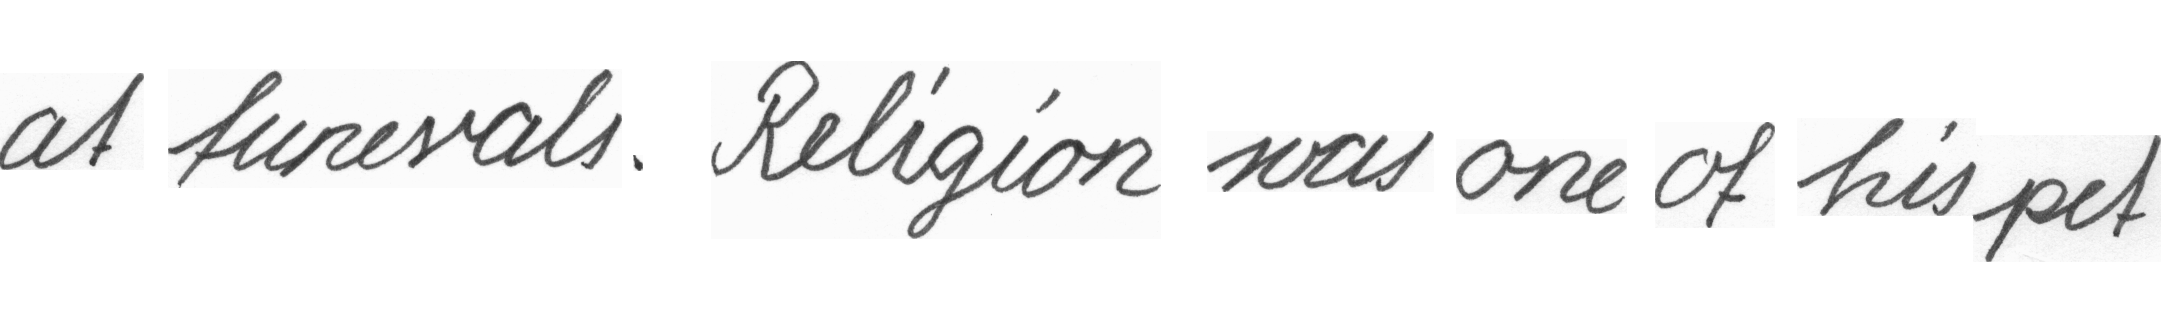 at funerals. Religion was one of his pet